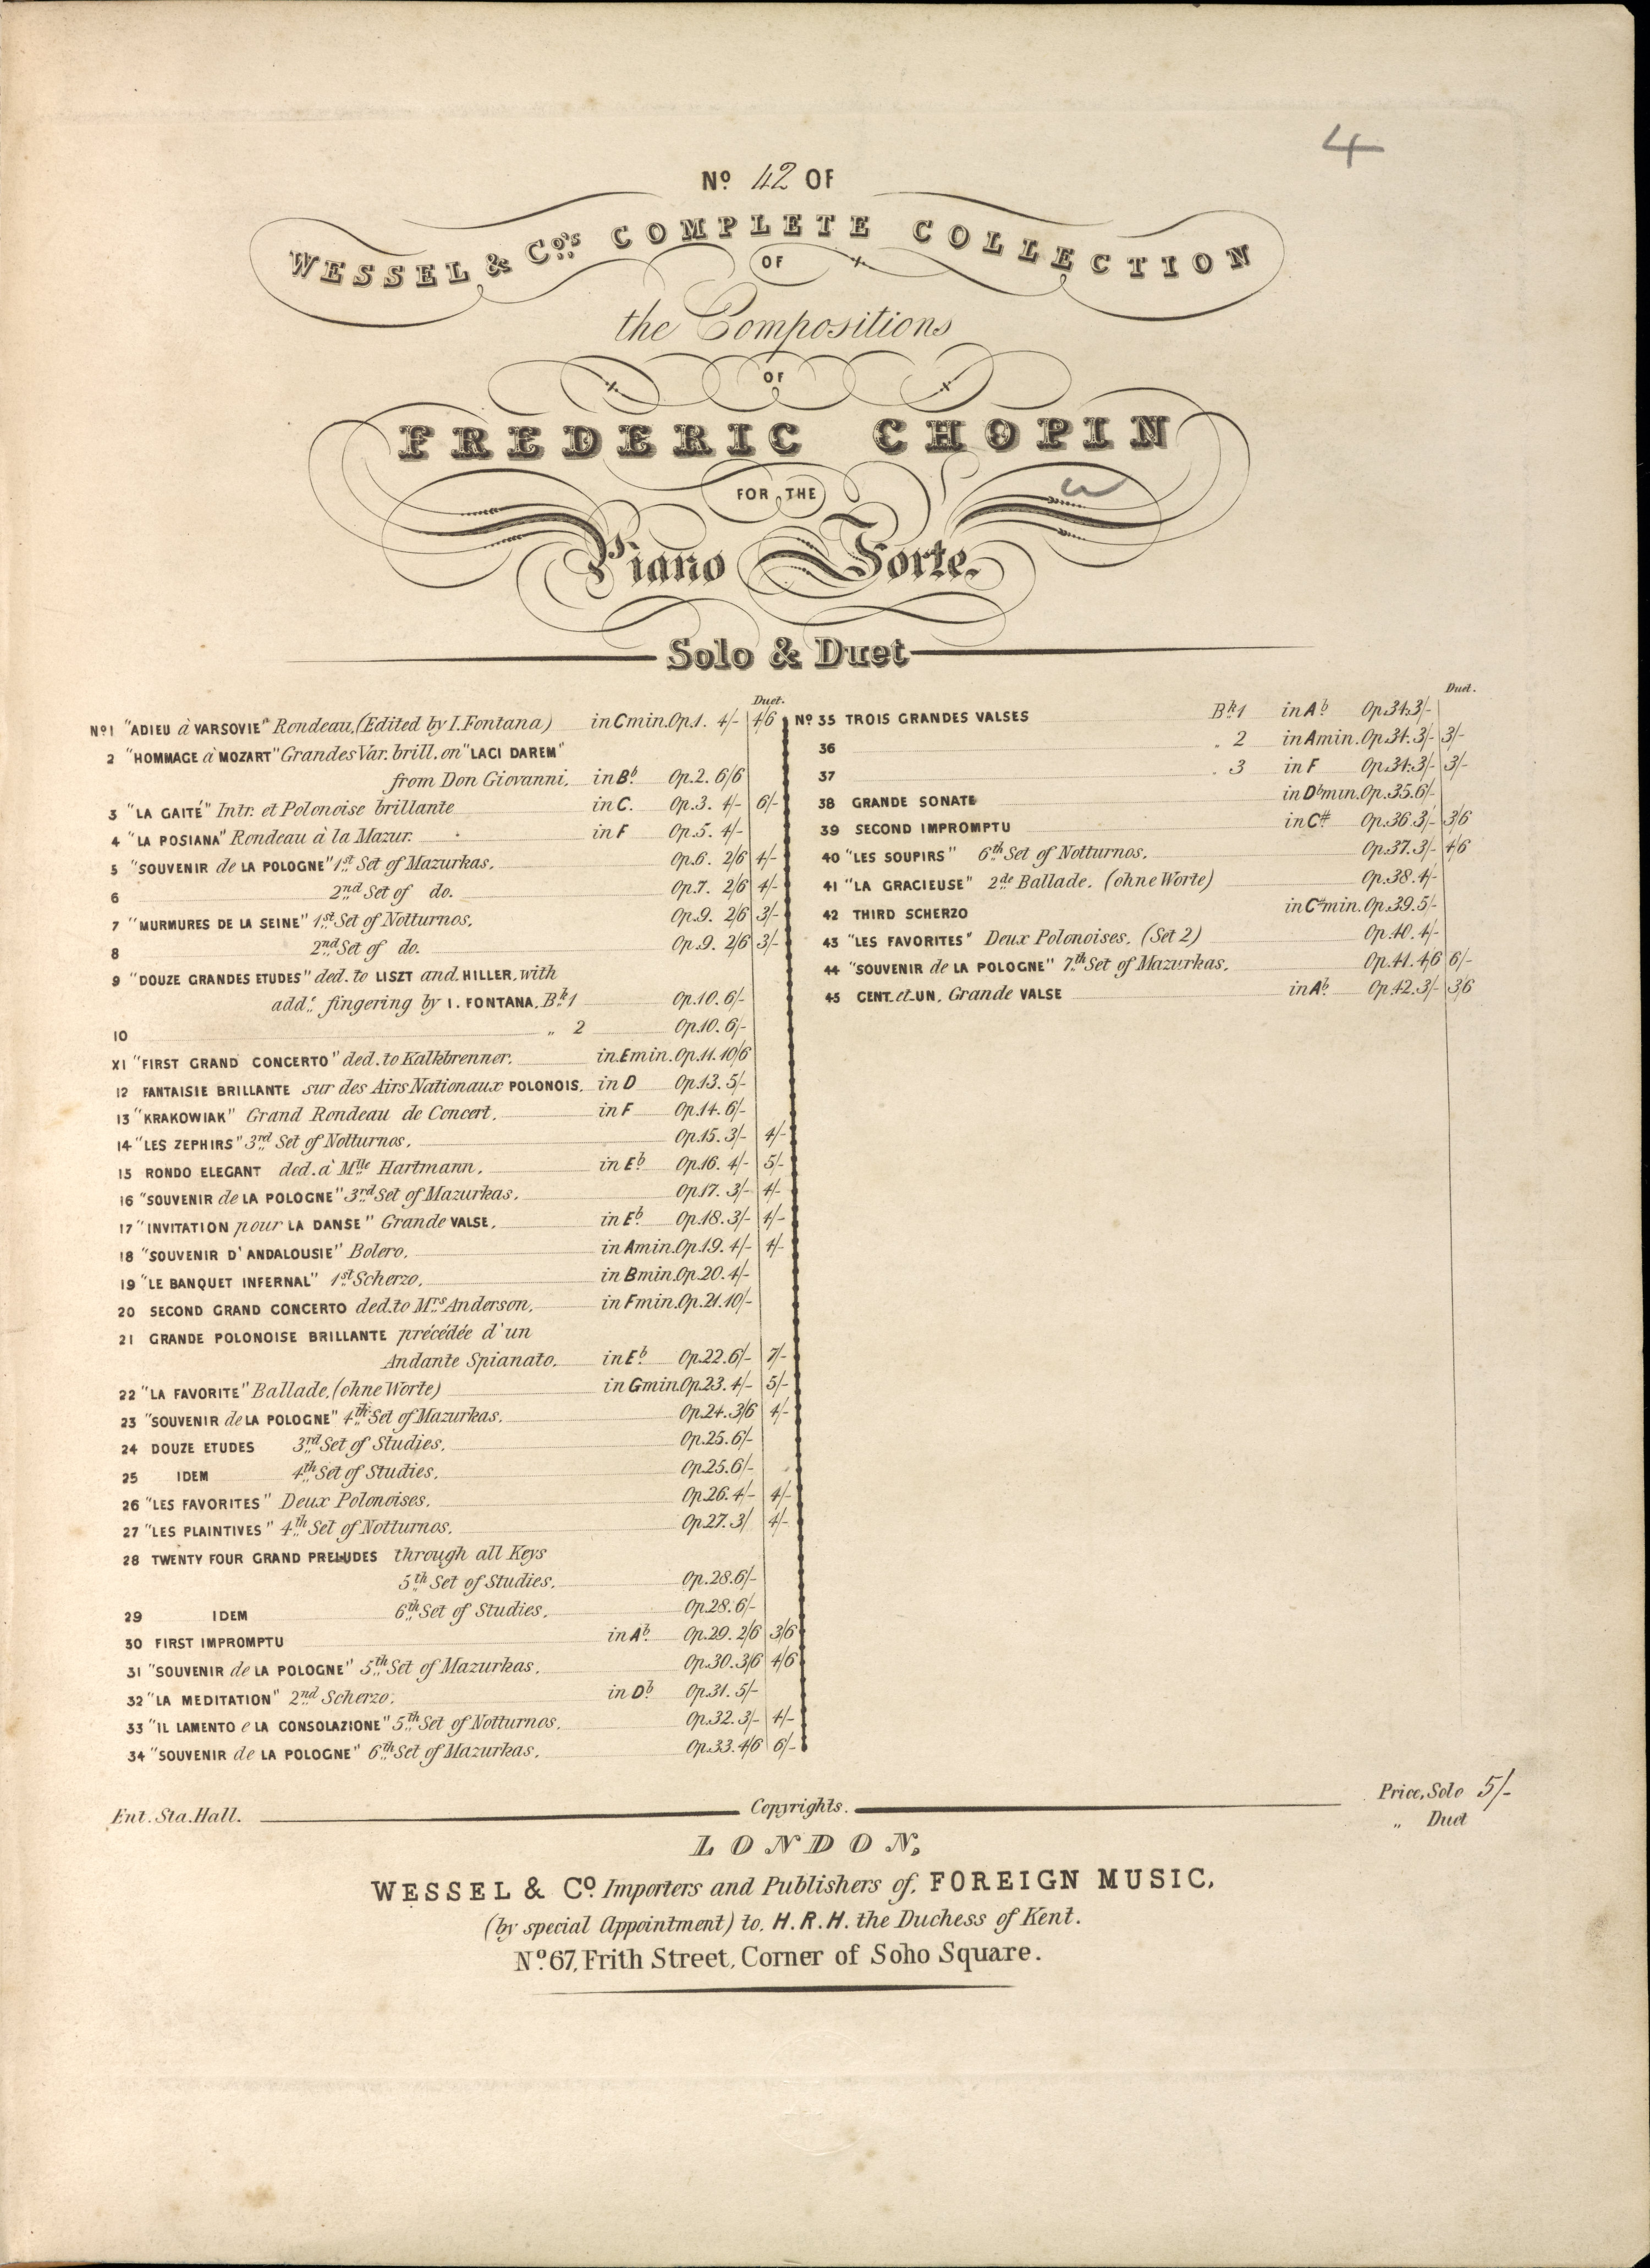 4
No. 42 OF
WESSEL & Co.'s COMPLETE COLLECTION
OF
the Compositions
OF
FREDERIC CHOPIN
FOR THE
Piano Forte.
Solo & Duet
Duet.
No. 1 "ADIEU à VARSOVIE" Rondeau, (Edited by I. Fontana) in C min. Op. 1. 4/- 4/6
2 "HOMMAGE à MOZART" Grandes Var. brill. on "LACI DAREM"
from Don Giovanni. in Bb. Op. 2. 6/6
3 "LA GAITÉ" Intr. et Polonoise brillante in C. Op. 3. 4/- 6/-
4 "LA POSIANA" Rondeau à la Mazur. in F Op. 5. 4/-
5 "SOUVENIR de LA POLOGNE" 1st Set of Mazurkas. Op. 6. 2/6 4/-
6 2nd Set of do. Op. 7. 2/6 4/-
7 "MURMURES DE LA SEINE" 1st Set of Notturnos. Op. 9. 2/6 3/-
8 2nd Set of do. Op. 9. 2/6 3/-
9 "DOUZE GRANDES ETUDES" ded. to LISZT and. HILLER, with
add: fingering by I. FONTANA. Bk 1 Op. 10. 6/-
10 " 2 Op. 10. 6/-
XI "FIRST GRAND CONCERTO" ded. to Kalkbrenner. in E min. Op. 11. 10/6
12 FANTAISIE BRILLANTE sur des Airs Nationaux POLONOIS. in D Op. 13. 5/-
13 "KRAKOWIAK" Grand Rondeau de Concert. in F Op. 14. 6/-
14 "LES ZEPHIRS" 3rd Set of Notturnos. Op. 15. 3/- 4/-
15 RONDO ELEGANT ded. à Mlle Hartmann. in Eb Op. 16. 4/- 5/-
16 "SOUVENIR de LA POLOGNE" 3rd Set of Mazurkas. Op. 17. 3/- 4/-
17 "INVITATION pour LA DANSE" Grande VALSE. in Eb. Op. 18. 3/- 4/-
18 "SOUVENIR D'ANDALOUSIE" Bolero. in A min. Op. 19. 4/- 4/-
19 "LE BANQUET INFERNAL" 1st Scherzo. in B min. Op. 20. 4/-
20 SECOND GRAND CONCERTO ded. to Mrs Anderson. in F min. Op. 21. 10/-
21 GRANDE POLONOISE BRILLANTE précédée d'un
Andante Spianato. in Eb. Op. 22. 6/- 7/-
22 "LA FAVORITE" Ballade. (ohne Worte) in G min. Op. 23. 4/- 5/-
23 "SOUVENIR de LA POLOGNE" 4th Set of Mazurkas. Op. 24. 3/6 4/-
24 DOUZE ETUDES 3rd Set of Studies. Op. 25. 6/-
25 IDEM 4th Set of Studies. Op. 25. 6/-
26 "LES FAVORITES" Deux Polonoises. Op. 26. 4/- 4/-
27 "LES PLAINTIVES" 4th Set of Notturnos. Op. 27. 3/ 4/-
28 TWENTY FOUR GRAND PRELUDES through all Keys
5th Set of Studies. Op. 28. 6/-
29 IDEM 6th Set of Studies. Op. 28. 6/-
30 FIRST IMPROMPTU in Ab. Op. 29. 2/6 3/6
31 "SOUVENIR de LA POLOGNE" 5th Set of Mazurkas. Op. 30. 3/6 4/6
32 "LA MEDITATION" 2nd Scherzo. in Db. Op. 31. 5/-
33 "IL LAMENTO e LA CONSOLAZIONE" 5th Set of Notturnos. Op. 32. 3/- 4/-
34 "SOUVENIR de LA POLOGNE" 6th Set of Mazurkas. Op. 33. 4/6 6/-
Duet.
No. 35 TROIS GRANDES VALSES Bk 1 in Ab Op. 34. 3/-
36 " 2 in A min. Op. 34. 3/- 3/-
37 " 3 in F Op. 34. 3/- 3/-
38 GRANDE SONATE in Db min. Op. 35. 6/-
39 SECOND IMPROMPTU in C# Op. 36. 3/- 3/6
40 "LES SOUPIRS" 6th Set of Notturnos. Op. 37. 3/- 4/6
41 "LA GRACIEUSE" 2de Ballade. (ohne Worte) Op. 38. 4/-
42 THIRD SCHERZO in C# min. Op. 39. 5/-
43 "LES FAVORITES" Deux Polonoises. (Set 2) Op. 40. 4/-
44 "SOUVENIR de LA POLOGNE" 7th Set of Mazurkas. Op. 41. 4/6 6/-
45 CENT-et-UN, Grande VALSE in Ab. Op. 42. 3/- 3/6
Ent. Sta. Hall. Copyrights. Price, Solo 5/-
" Duet
LONDON,
WESSEL & Co. Importers and Publishers of, FOREIGN MUSIC,
(by special Appointment) to, H.R.H. the Duchess of Kent.
No. 67, Frith Street, Corner of Soho Square.